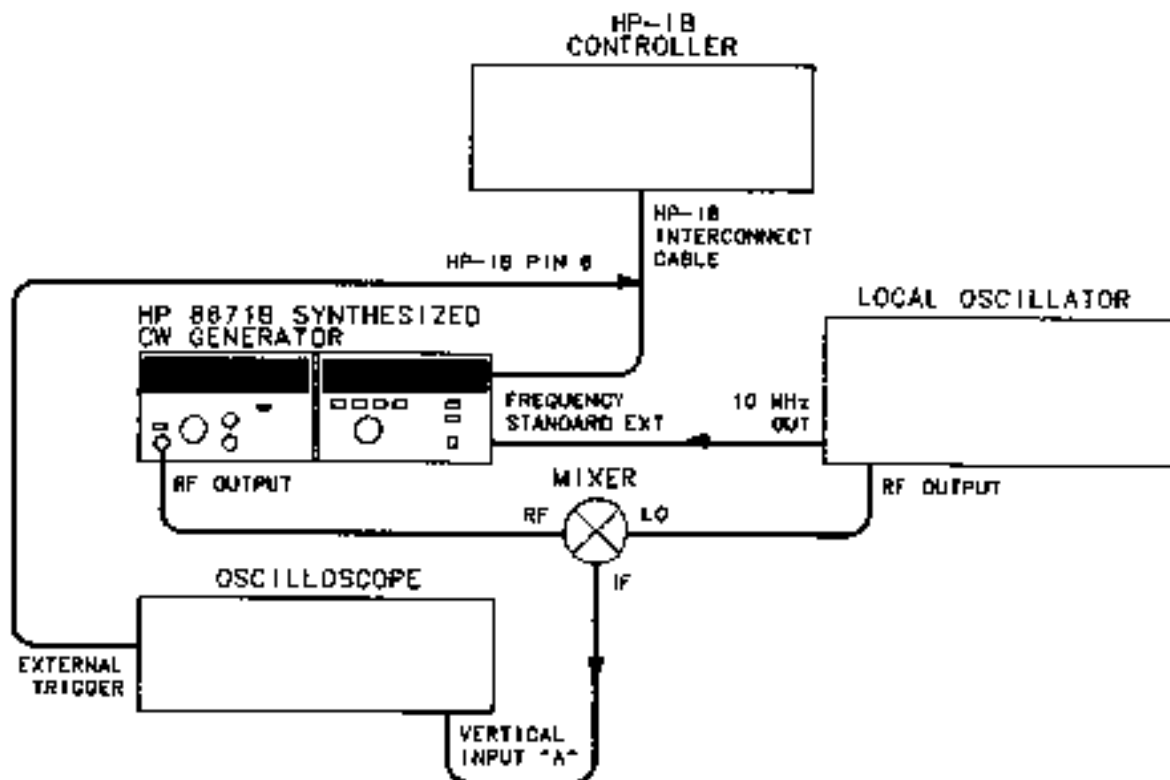 HP-IB
CONTROLLER
HP-IB
INTERCONNECT
CABLE
HP-IB PIN 6
HP 8671B SYNTHESIZED
CW GENERATOR
LOCAL OSCILLATOR
FREQUENCY
STANDARD EXT
10 MHz
OUT
RF OUTPUT
MIXER
RF OUTPUT
RF
LO
IF
OSCILLOSCOPE
EXTERNAL
TRIGGER
VERTICAL
INPUT "A"